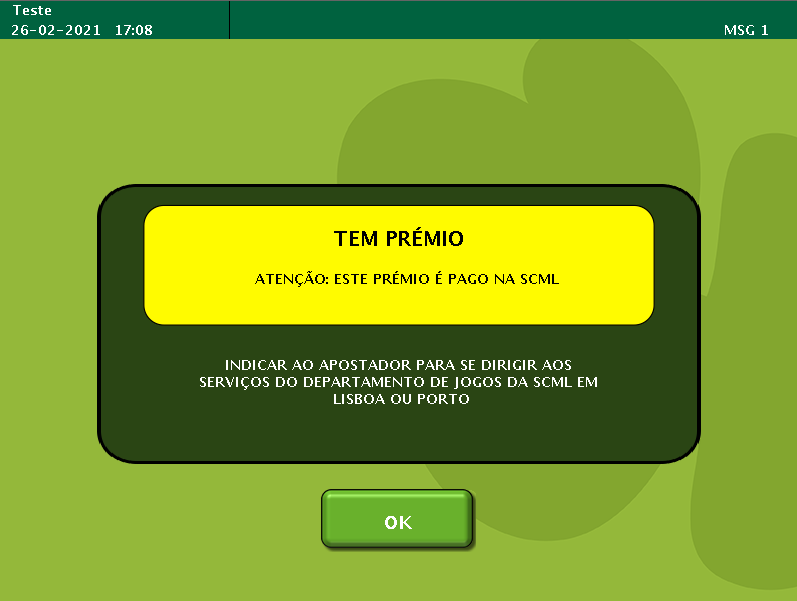 Teste
26-02-2021 17:08
MSG 1
TEM PRÉMIO
ATENÇÃO: ESTE PRÉMIO É PAGO NA SCML
INDICAR AO APOSTADOR PARA SE DIRIGIR AOS
SERVIÇOS DO DEPARTAMENTO DE JOGOS DA SCML EM
LISBOA OU PORTO
OK